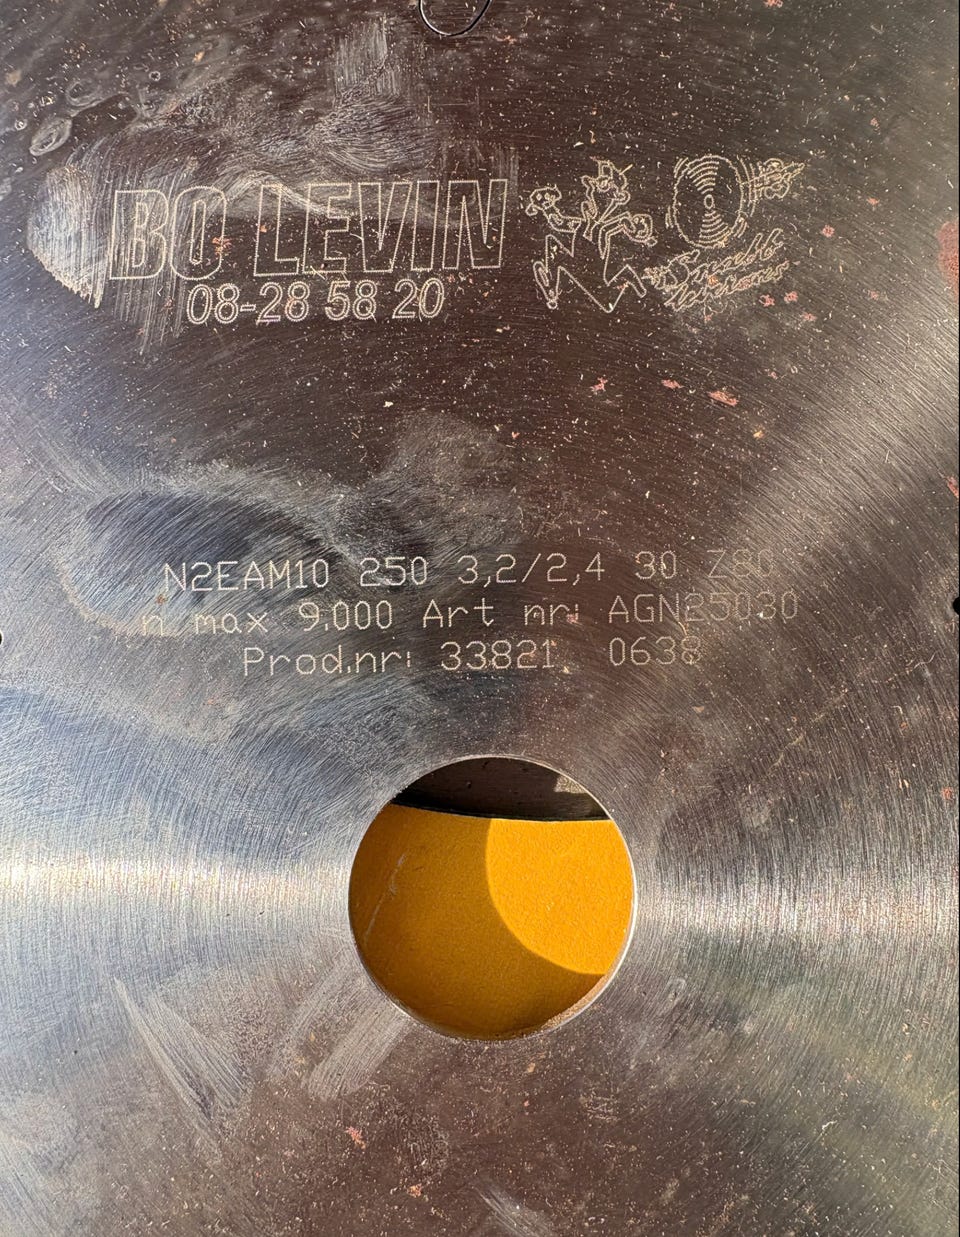 BO LEVIN
08-28 58 20
N2EAM10 250 3,2/2,4 30 Z80
n max 9.000 Art nr: AGN25030
Prod.nr: 33821 0638